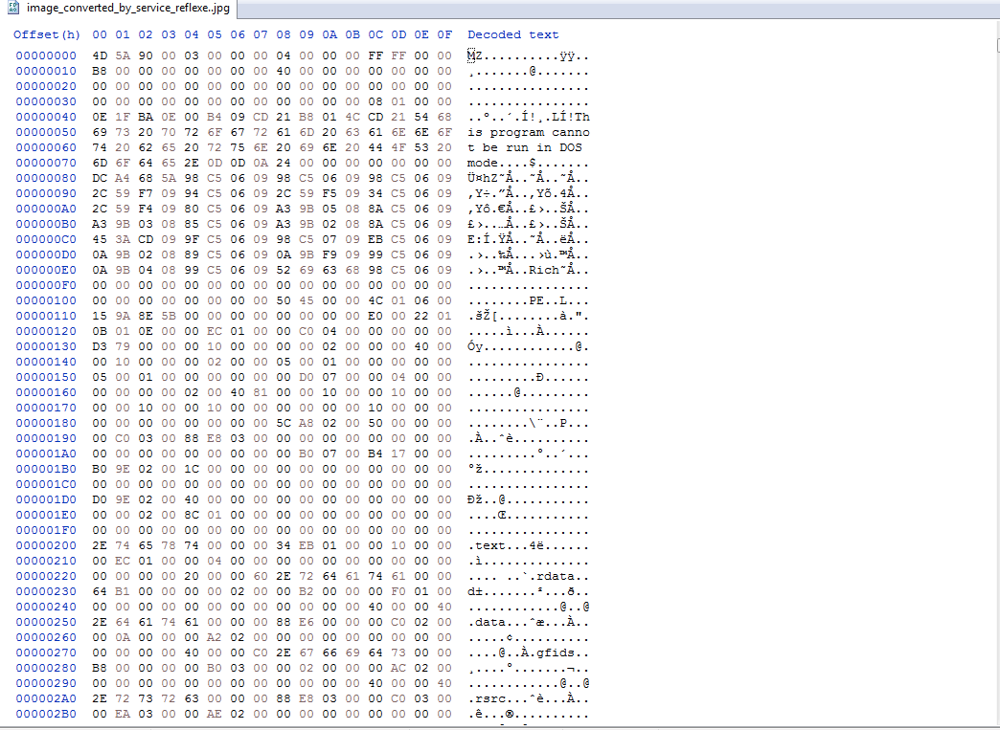 image_converted_by_service_reflexe..jpg
Offset(h) 00 01 02 03 04 05 06 07 08 09 0A 0B 0C 0D 0E 0F Decoded text
00000000 4D 5A 90 00 03 00 00 00 04 00 00 00 FF FF 00 00 MZ..........ÿÿ..
00000010 B8 00 00 00 00 00 00 00 40 00 00 00 00 00 00 00 ¸.......@.......
00000020 00 00 00 00 00 00 00 00 00 00 00 00 00 00 00 00 ................
00000030 00 00 00 00 00 00 00 00 00 00 00 00 08 01 00 00 ................
00000040 0E 1F BA 0E 00 B4 09 CD 21 B8 01 4C CD 21 54 68 ..º..´.Í!¸.LÍ!Th
00000050 69 73 20 70 72 6F 67 72 61 6D 20 63 61 6E 6E 6F is program canno
00000060 74 20 62 65 20 72 75 6E 20 69 6E 20 44 4F 53 20 t be run in DOS
00000070 6D 6F 64 65 2E 0D 0D 0A 24 00 00 00 00 00 00 00 mode....$.......
00000080 DC A4 68 5A 98 C5 06 09 98 C5 06 09 98 C5 06 09 Ü¤hZ˜Å..˜Å..˜Å..
00000090 2C 59 F7 09 94 C5 06 09 2C 59 F5 09 34 C5 06 09 ,Y÷.”Å..,Yõ.4Å..
000000A0 2C 59 F4 09 80 C5 06 09 A3 9B 05 08 8A C5 06 09 ,Yô.€Å..£›..ŠÅ..
000000B0 A3 9B 03 08 85 C5 06 09 A3 9B 02 08 8A C5 06 09 £›..…Å..£›..ŠÅ..
000000C0 45 3A CD 09 9F C5 06 09 98 C5 07 09 EB C5 06 09 E:Í.ŸÅ..˜Å..ëÅ..
000000D0 0A 9B 02 08 89 C5 06 09 0A 9B F9 09 99 C5 06 09 .›..‰Å...›ù.™Å..
000000E0 0A 9B 04 08 99 C5 06 09 52 69 63 68 98 C5 06 09 .›..™Å..Rich˜Å..
000000F0 00 00 00 00 00 00 00 00 00 00 00 00 00 00 00 00 ................
00000100 00 00 00 00 00 00 00 00 50 45 00 00 4C 01 06 00 ........PE..L...
00000110 15 9A 8E 5B 00 00 00 00 00 00 00 00 E0 00 22 01 .šŽ[........à.".
00000120 0B 01 0E 00 00 EC 01 00 00 C0 04 00 00 00 00 00 .....ì...À......
00000130 D3 79 00 00 00 10 00 00 00 00 02 00 00 00 40 00 Óy............@.
00000140 00 10 00 00 00 02 00 00 05 00 01 00 00 00 00 00 ................
00000150 05 00 01 00 00 00 00 00 00 D0 07 00 00 04 00 00 .........Ð......
00000160 00 00 00 00 02 00 40 81 00 00 10 00 00 10 00 00 ......@.........
00000170 00 00 10 00 00 10 00 00 00 00 00 00 10 00 00 00 ................
00000180 00 00 00 00 00 00 00 00 5C A8 02 00 50 00 00 00 ........\¨..P...
00000190 00 C0 03 00 88 E8 03 00 00 00 00 00 00 00 00 00 .À..ˆè..........
000001A0 00 00 00 00 00 00 00 00 00 B0 07 00 B4 17 00 00 .........°..´...
000001B0 B0 9E 02 00 1C 00 00 00 00 00 00 00 00 00 00 00 °ž..............
000001C0 00 00 00 00 00 00 00 00 00 00 00 00 00 00 00 00 ................
000001D0 D0 9E 02 00 40 00 00 00 00 00 00 00 00 00 00 00 Ðž..@...........
000001E0 00 00 02 00 8C 01 00 00 00 00 00 00 00 00 00 00 ....Œ...........
000001F0 00 00 00 00 00 00 00 00 00 00 00 00 00 00 00 00 ................
00000200 2E 74 65 78 74 00 00 00 34 EB 01 00 00 10 00 00 .text...4ë......
00000210 00 EC 01 00 00 04 00 00 00 00 00 00 00 00 00 00 .ì..............
00000220 00 00 00 00 20 00 00 60 2E 72 64 61 74 61 00 00 .... ..`.rdata..
00000230 64 B1 00 00 00 00 02 00 00 B2 00 00 00 F0 01 00 d±.......²...ð..
00000240 00 00 00 00 00 00 00 00 00 00 00 00 40 00 00 40 ............@..@
00000250 2E 64 61 74 61 00 00 00 88 E6 00 00 00 C0 02 00 .data...ˆæ...À..
00000260 00 0A 00 00 00 A2 02 00 00 00 00 00 00 00 00 00 .....¢..........
00000270 00 00 00 00 40 00 00 C0 2E 67 66 69 64 73 00 00 ....@..À.gfids..
00000280 B8 00 00 00 00 B0 03 00 00 02 00 00 00 AC 02 00 ¸....°.......¬..
00000290 00 00 00 00 00 00 00 00 00 00 00 00 40 00 00 40 ............@..@
000002A0 2E 72 73 72 63 00 00 00 88 E8 03 00 00 C0 03 00 .rsrc...ˆè...À..
000002B0 00 EA 03 00 00 AE 02 00 00 00 00 00 00 00 00 00 .ê...®..........